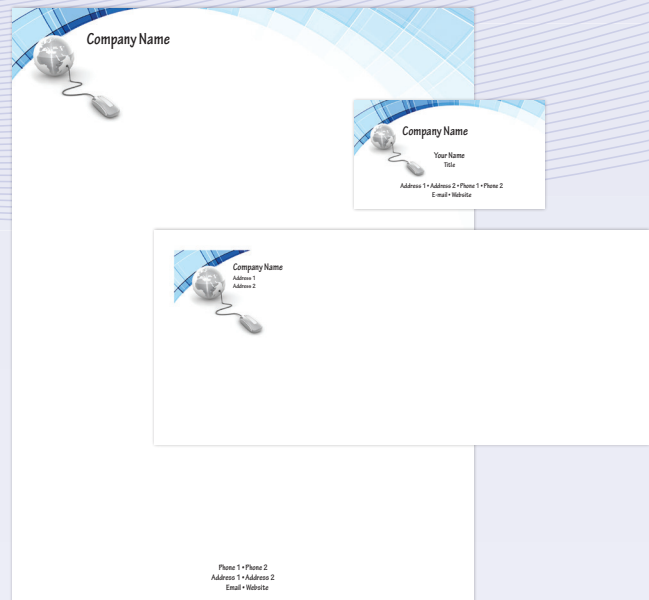 Company Name
Company Name
Your Name
Title
Address 1 • Address 2 • Phone 1 • Phone 2
E-mail • Website
Company Name
Address 1
Address 2
Phone 1 • Phone 2
Address 1 • Address 2
Email • Website